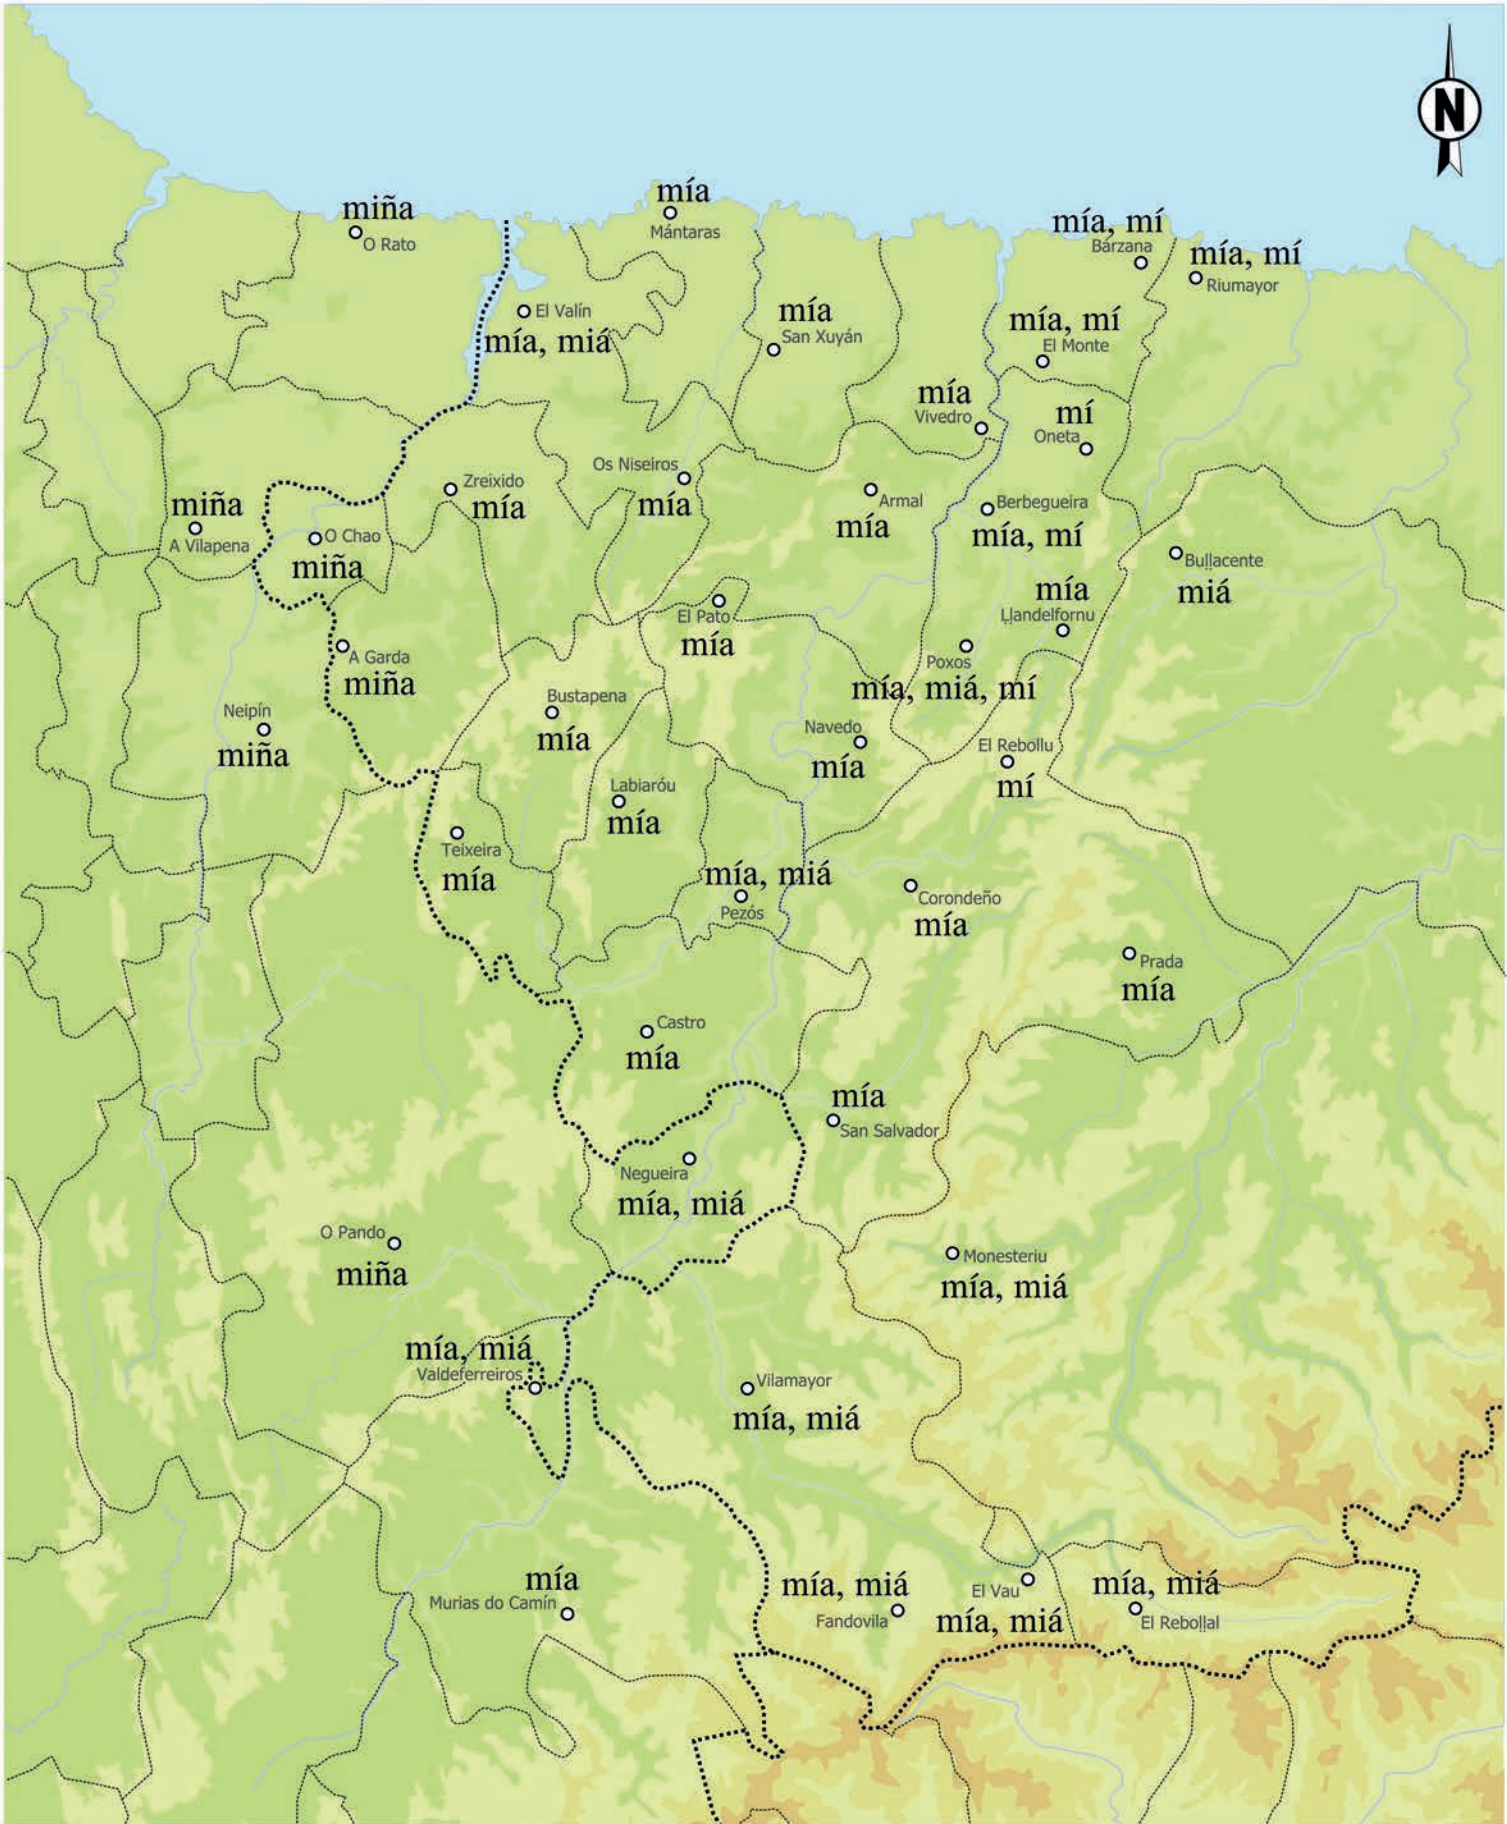 N
mía
Mántaras
miña
O Rato
mía, mí
Bárzana
mía, mí
Riumayor
El Valín
mía, miá
mía
San Xuyán
mía, mí
El Monte
mía
Vivedro
mí
Oneta
Os Niseiros
mía
Zreixido
mía
Armal
mía
Berbegueira
mía, mí
miña
A Vilapena
O Chao
miña
Buḷḷacente
miá
mía
Ḷḷandelfornu
El Pato
mía
A Garda
miña
Poxos
mía, miá, mí
Bustapena
mía
Neipín
miña
Navedo
mía
El Rebollu
mí
Labiaróu
mía
Teixeira
mía
mía, miá
Pezós
Corondeño
mía
Prada
mía
Castro
mía
mía
San Salvador
Negueira
mía, miá
O Pando
miña
Monesteriu
mía, miá
mía, miá
Valdeferreiros
Vilamayor
mía, miá
mía
Murias do Camín
mía, miá
Fandovila
El Vau
mía, miá
mía, miá
El Reboḷḷal